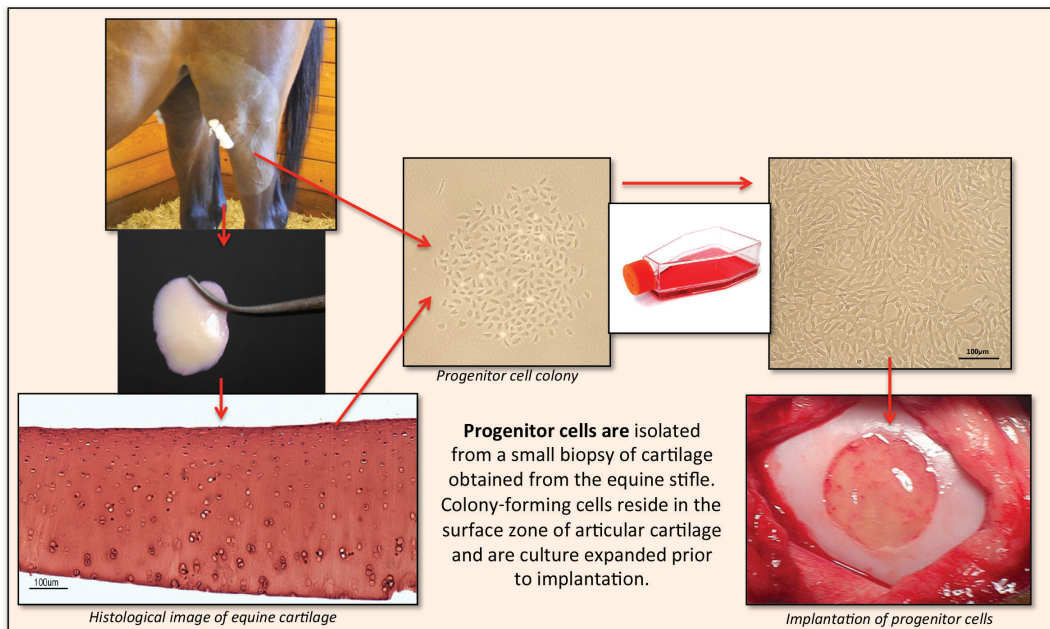 Progenitor cell colony
100µm
Progenitor cells are isolated
from a small biopsy of cartilage
obtained from the equine stifle.
Colony-forming cells reside in the
surface zone of articular cartilage
and are culture expanded prior
to implantation.
100um
Histological image of equine cartilage
Implantation of progenitor cells